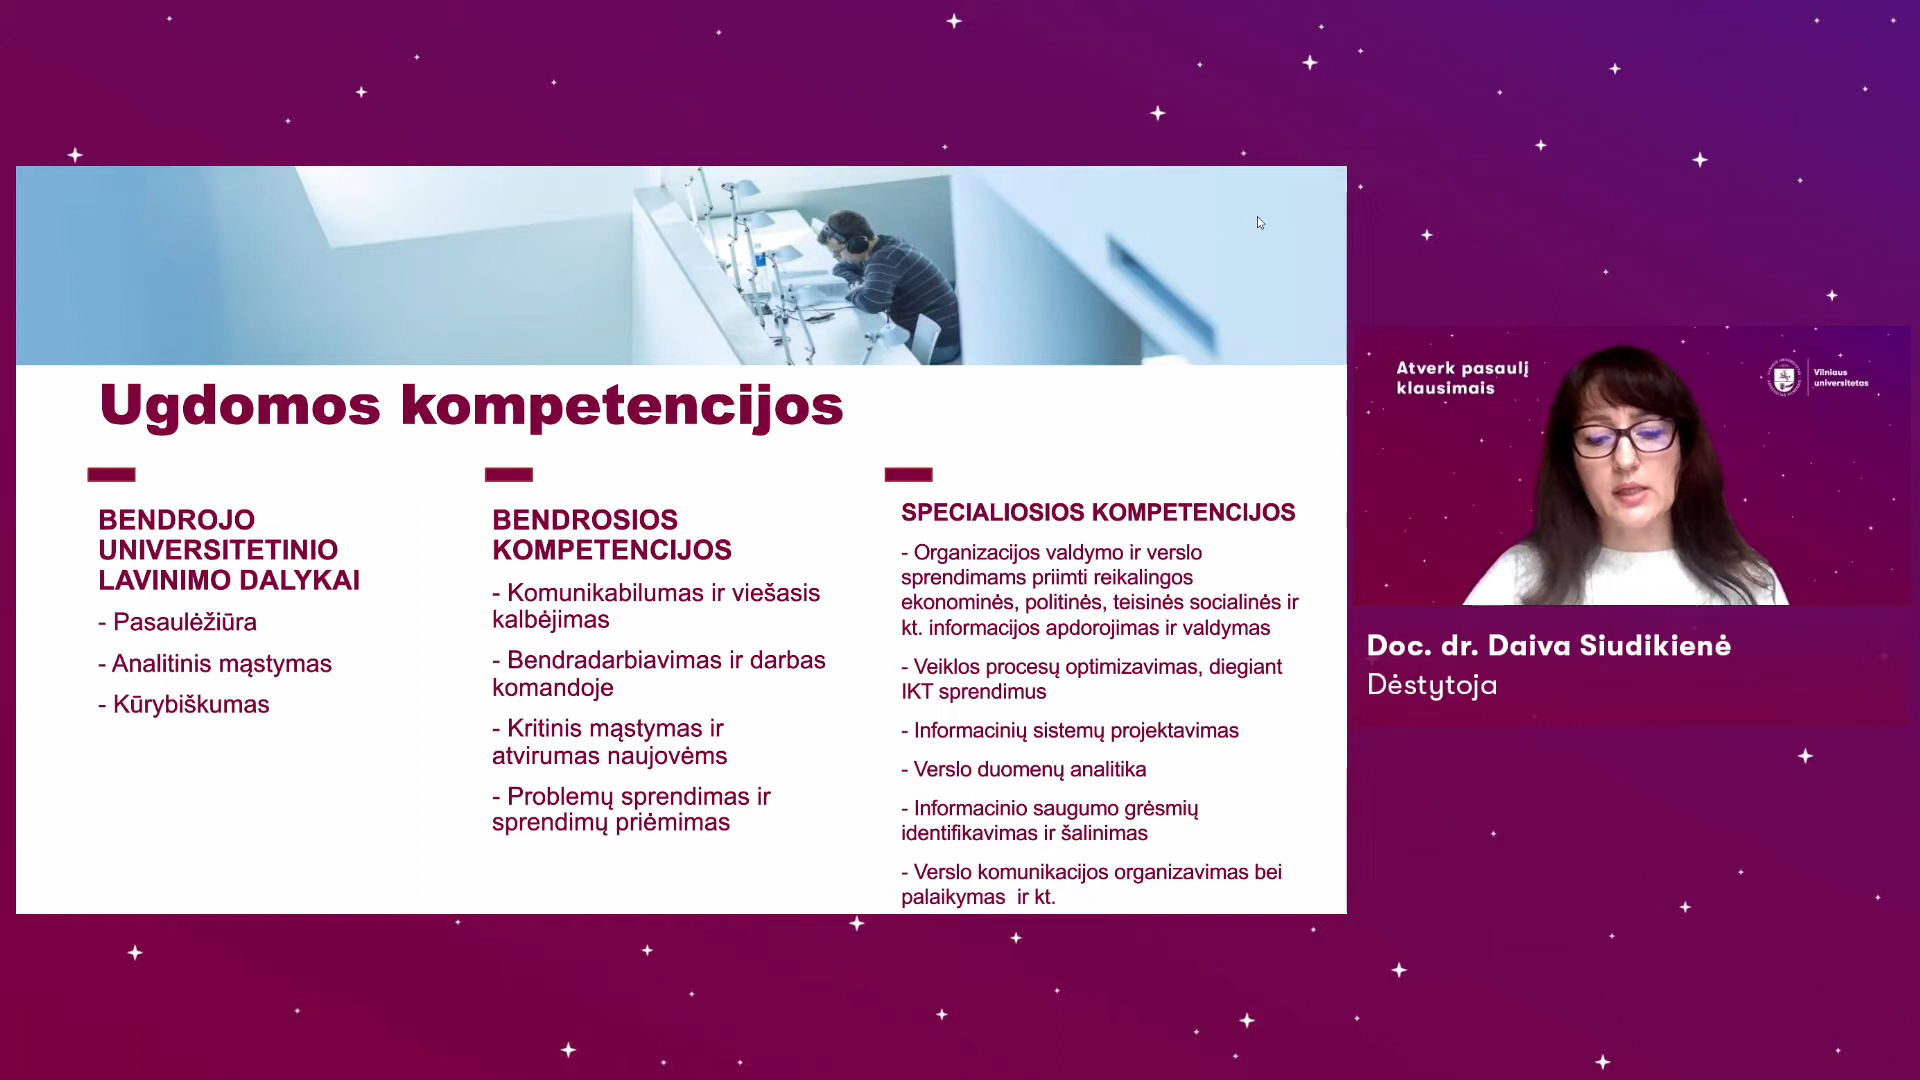 Ugdomos kompetencijos
BENDROJO
UNIVERSITETINIO
LAVINIMO DALYKAI
- Pasaulėžiūra
- Analitinis mąstymas
- Kūrybiškumas
BENDROSIOS
KOMPETENCIJOS
- Komunikabilumas ir viešasis
kalbėjimas
- Bendradarbiavimas ir darbas
komandoje
- Kritinis mąstymas ir
atvirumas naujovėms
- Problemų sprendimas ir
sprendimų priėmimas
SPECIALIOSIOS KOMPETENCIJOS
- Organizacijos valdymo ir verslo
sprendimams priimti reikalingos
ekonominės, politinės, teisinės socialinės ir
kt. informacijos apdorojimas ir valdymas
- Veiklos procesų optimizavimas, diegiant
IKT sprendimus
- Informacinių sistemų projektavimas
- Verslo duomenų analitika
- Informacinio saugumo grėsmių
identifikavimas ir šalinimas
- Verslo komunikacijos organizavimas bei
palaikymas  ir kt.
Atverk pasaulį
klausimais
Vilniaus
universitetas
Doc. dr. Daiva Siudikienė
Dėstytoja